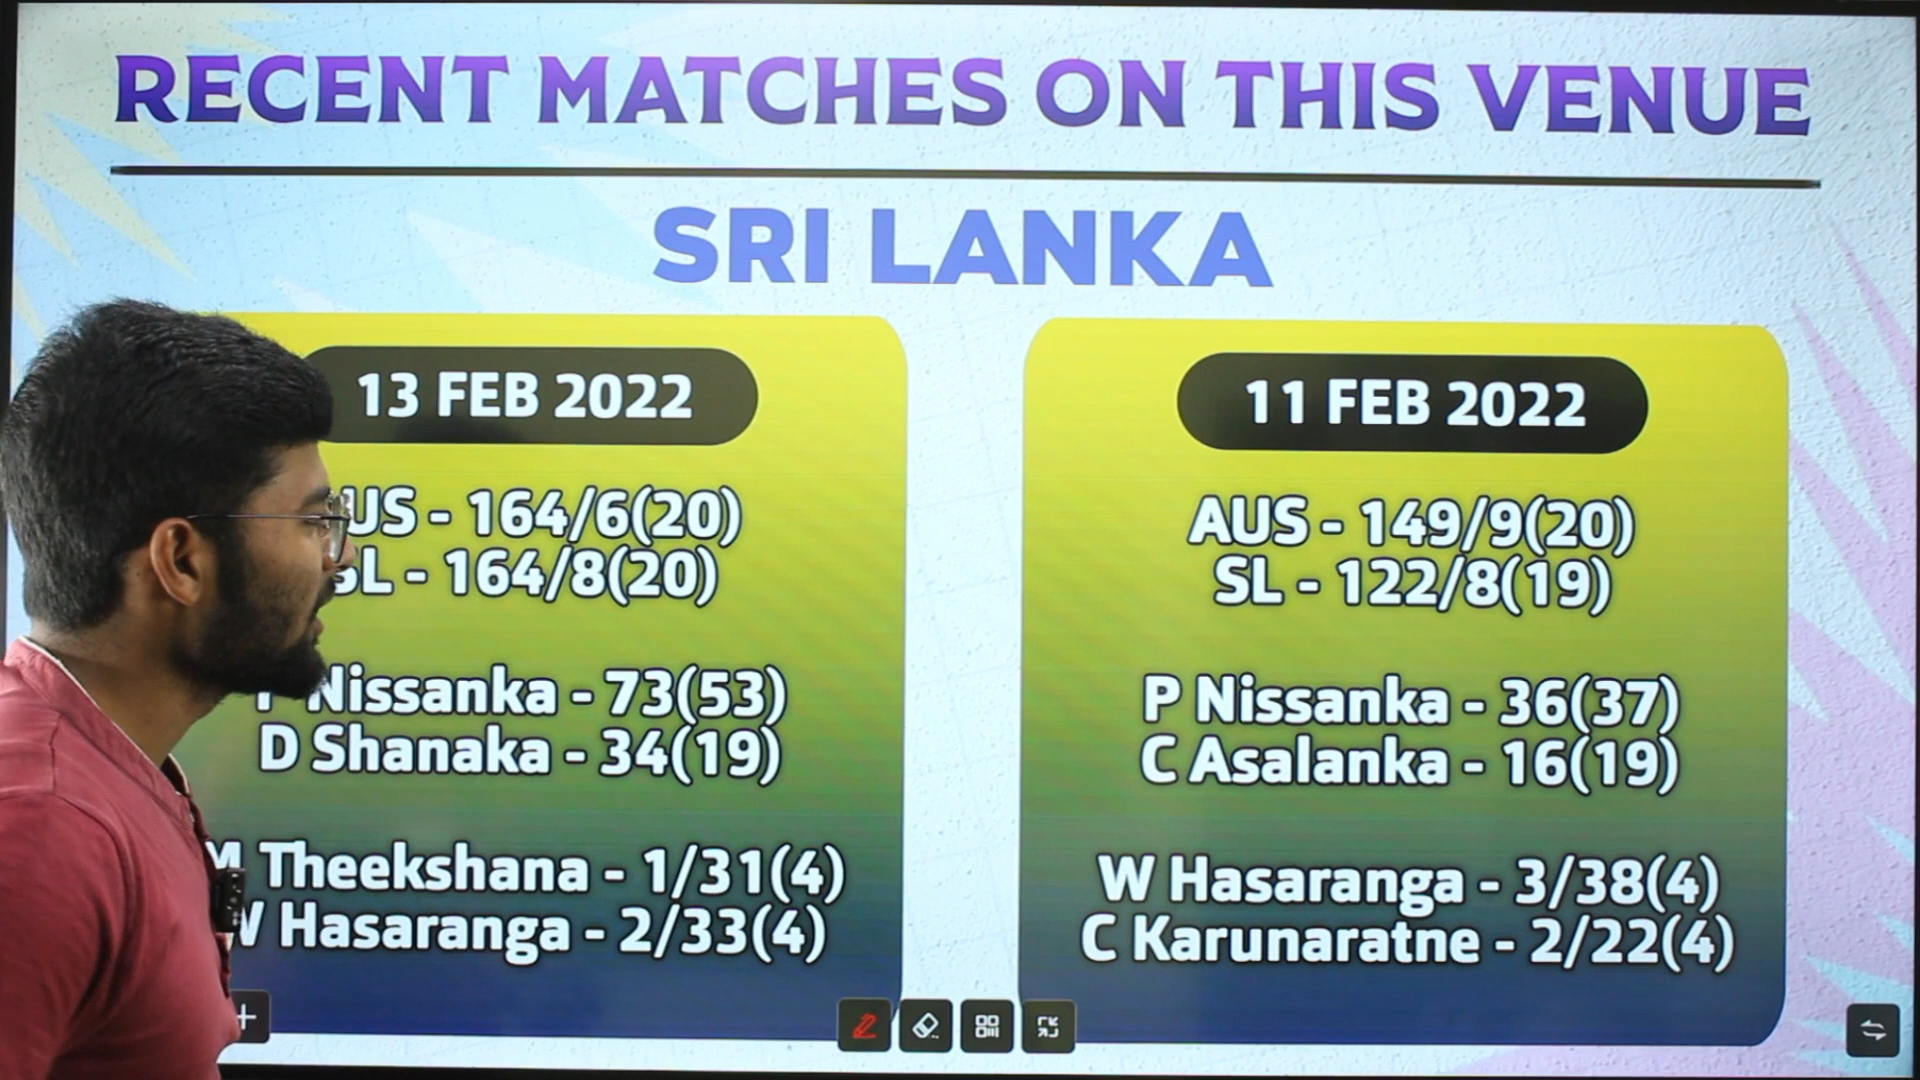 RECENT MATCHES ON THIS VENUE
SRI LANKA
13 FEB 2022
US - 164/6(20)
SL - 164/8(20)
Nissanka - 73(53)
D Shanaka - 34(19)
M Theekshana - 1/31(4)
W Hasaranga - 2/33(4)
11 FEB 2022
AUS - 149/9(20)
SL - 122/8(19)
P Nissanka - 36(37)
C Asalanka - 16(19)
W Hasaranga - 3/38(4)
C Karunaratne - 2/22(4)